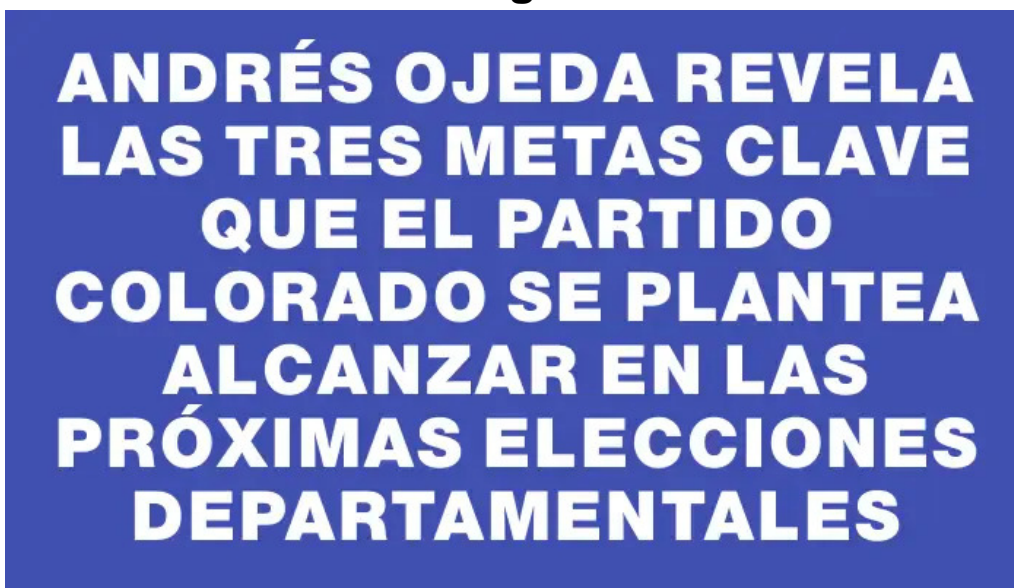 ANDRÉS OJEDA REVELA
LAS TRES METAS CLAVE
QUE EL PARTIDO
COLORADO SE PLANTEA
ALCANZAR EN LAS
PRÓXIMAS ELECCIONES
DEPARTAMENTALES